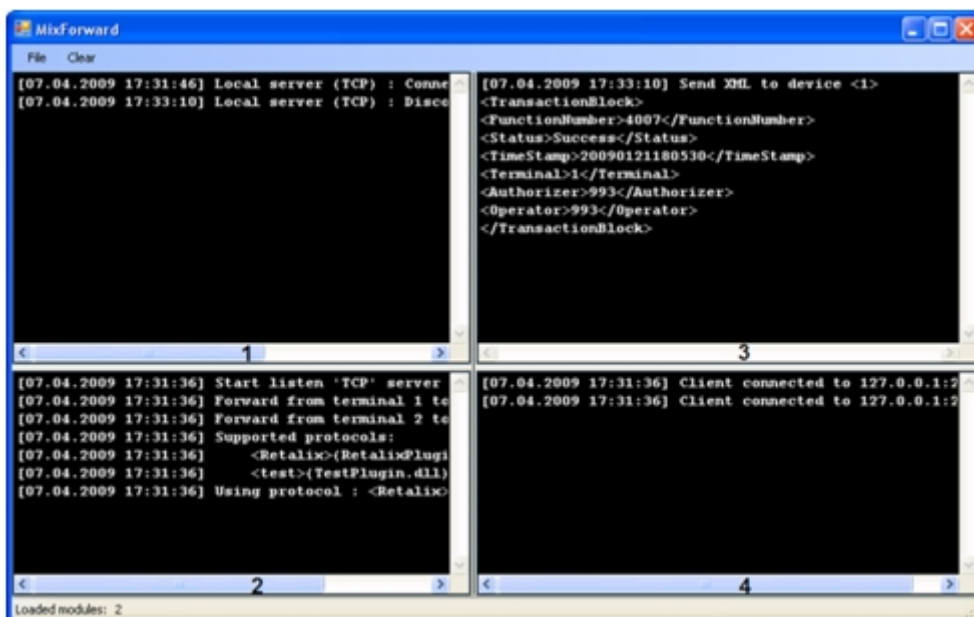 MixForward
File Clear
[07.04.2009 17:31:46] Local server (TCP) : Conne
[07.04.2009 17:33:10] Local server (TCP) : Disco
1
[07.04.2009 17:33:10] Send XML to device <1>
<TransactionBlock>
<FunctionNumber>4007</FunctionNumber>
<Status>Success</Status>
<TimeStamp>20090121180530</TimeStamp>
<Terminal>1</Terminal>
<Authorizer>993</Authorizer>
<Operator>993</Operator>
</TransactionBlock>
3
[07.04.2009 17:31:36] Start listen 'TCP' server
[07.04.2009 17:31:36] Forward from terminal 1 to
[07.04.2009 17:31:36] Forward from terminal 2 to
[07.04.2009 17:31:36] Supported protocols:
[07.04.2009 17:31:36] <Retalix>(RetalixPlugi
[07.04.2009 17:31:36] <test>(TestPlugin.dll)
[07.04.2009 17:31:36] Using protocol : <Retalix>
2
[07.04.2009 17:31:36] Client connected to 127.0.0.1:2
[07.04.2009 17:31:36] Client connected to 127.0.0.1:2
4
Loaded modules: 2